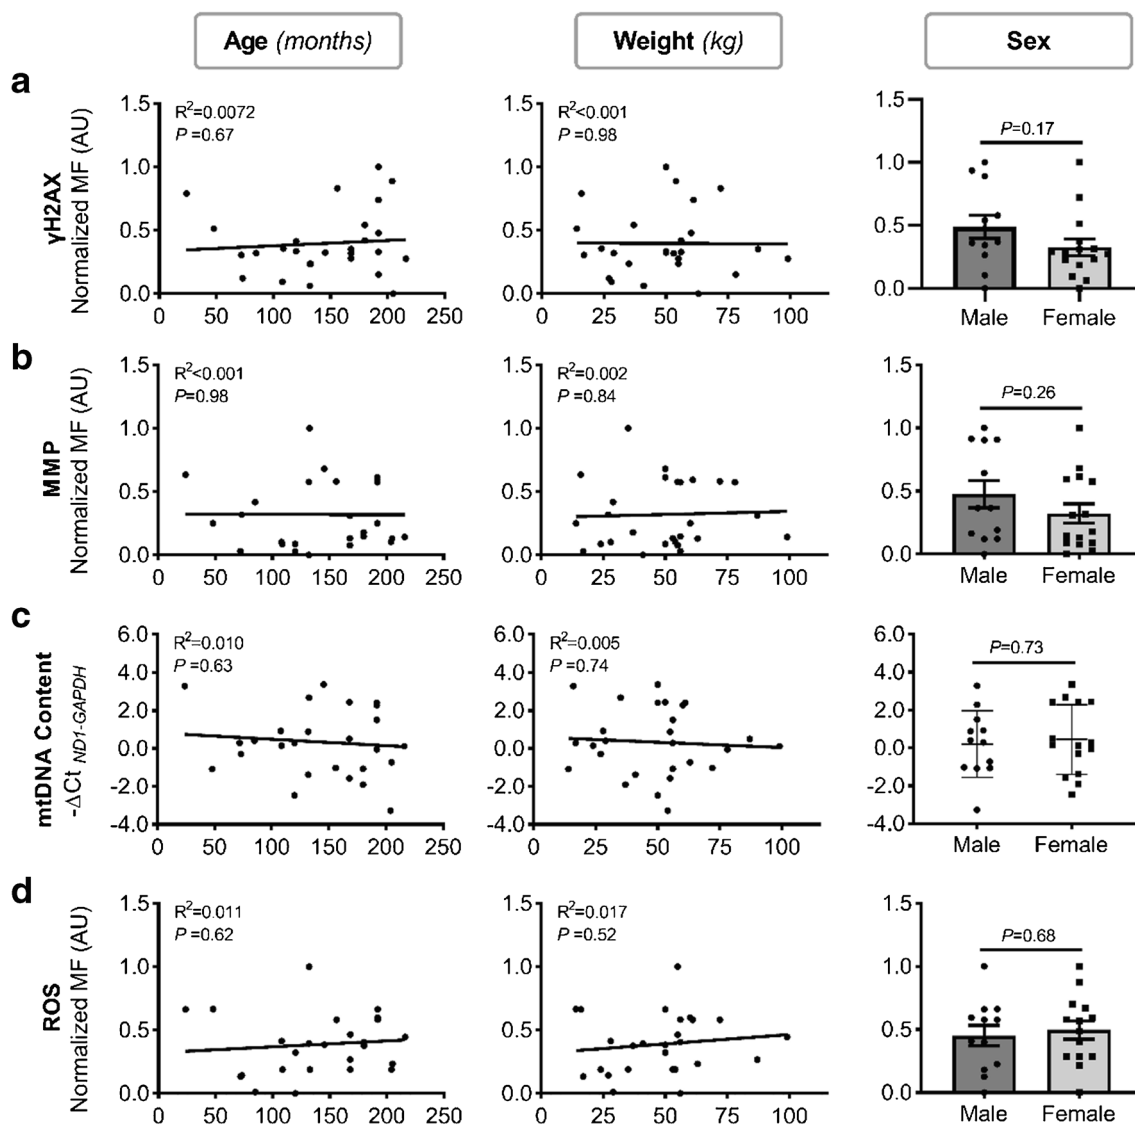 Age (months)
Weight (kg)
Sex
a
γH2AX
Normalized MF (AU)
1.5
1.0
0.5
0.0
R²=0.0072
P =0.67
0 50 100 150 200 250
1.5
1.0
0.5
0.0
R²<0.001
P =0.98
0 25 50 75 100
1.5
1.0
0.5
0.0
P=0.17
Male Female
b
MMP
Normalized MF (AU)
1.5
1.0
0.5
0.0
R²<0.001
P=0.98
0 50 100 150 200 250
1.5
1.0
0.5
0.0
R²=0.002
P =0.84
0 25 50 75 100
1.5
1.0
0.5
0.0
P=0.26
Male Female
c
mtDNA Content
-ΔCt ND1-GAPDH
6.0
4.0
2.0
0.0
-2.0
-4.0
R²=0.010
P =0.63
0 50 100 150 200 250
6.0
4.0
2.0
0.0
-2.0
-4.0
R²=0.005
P =0.74
0 25 50 75 100
6.0
4.0
2.0
0.0
-2.0
-4.0
P=0.73
Male Female
d
ROS
Normalized MF (AU)
1.5
1.0
0.5
0.0
R²=0.011
P =0.62
0 50 100 150 200 250
1.5
1.0
0.5
0.0
R²=0.017
P =0.52
0 25 50 75 100
1.5
1.0
0.5
0.0
P=0.68
Male Female